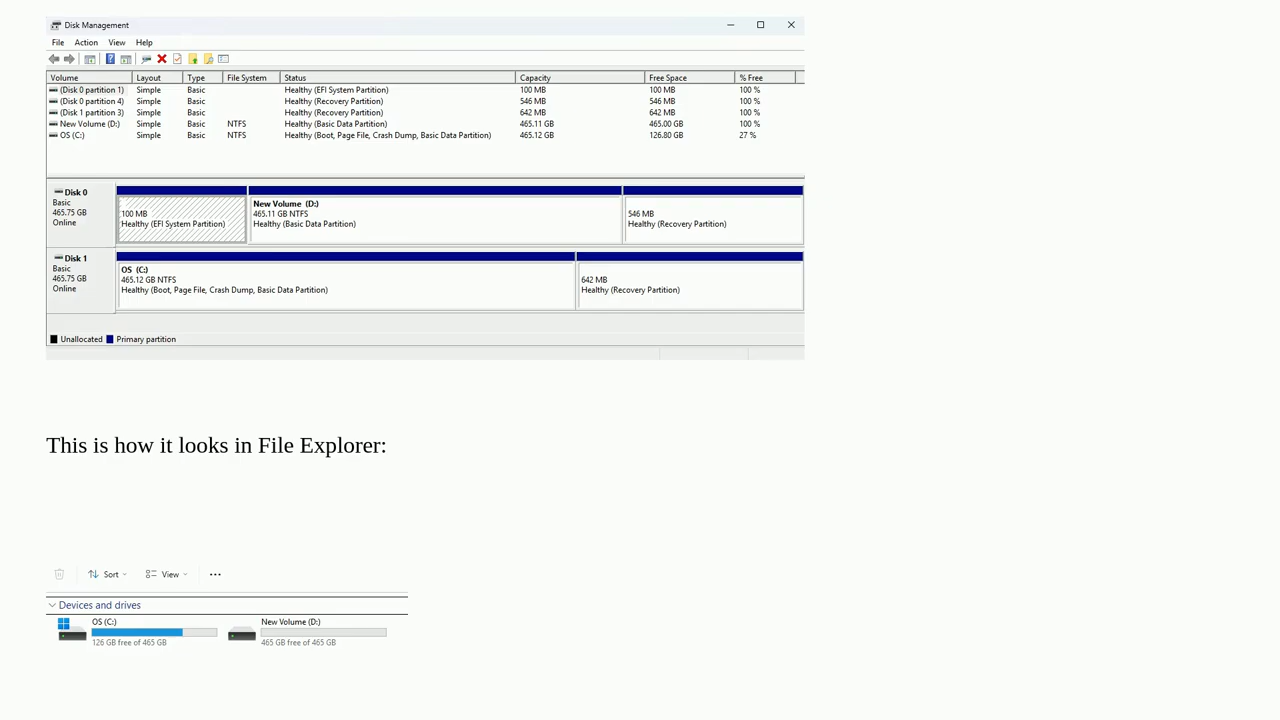 Disk Management
File Action View Help
Volume Layout Type File System Status Capacity Free Space % Free
(Disk 0 partition 1) Simple Basic Healthy (EFI System Partition) 100 MB 100 MB 100 %
(Disk 0 partition 4) Simple Basic Healthy (Recovery Partition) 546 MB 546 MB 100 %
(Disk 1 partition 3) Simple Basic Healthy (Recovery Partition) 642 MB 642 MB 100 %
New Volume (D:) Simple Basic NTFS Healthy (Basic Data Partition) 465.11 GB 465.00 GB 100 %
OS (C:) Simple Basic NTFS Healthy (Boot, Page File, Crash Dump, Basic Data Partition) 465.12 GB 126.80 GB 27 %
Disk 0
Basic
465.75 GB
Online
100 MB
Healthy (EFI System Partition)
New Volume (D:)
465.11 GB NTFS
Healthy (Basic Data Partition)
546 MB
Healthy (Recovery Partition)
Disk 1
Basic
465.75 GB
Online
OS (C:)
465.12 GB NTFS
Healthy (Boot, Page File, Crash Dump, Basic Data Partition)
642 MB
Healthy (Recovery Partition)
Unallocated Primary partition
This is how it looks in File Explorer:
Sort View ...
Devices and drives
OS (C:)
126 GB free of 465 GB
New Volume (D:)
465 GB free of 465 GB